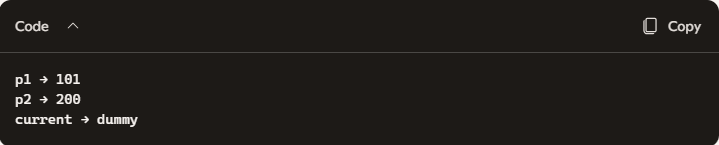 Code
Copy
p1 → 101
p2 → 200
current → dummy